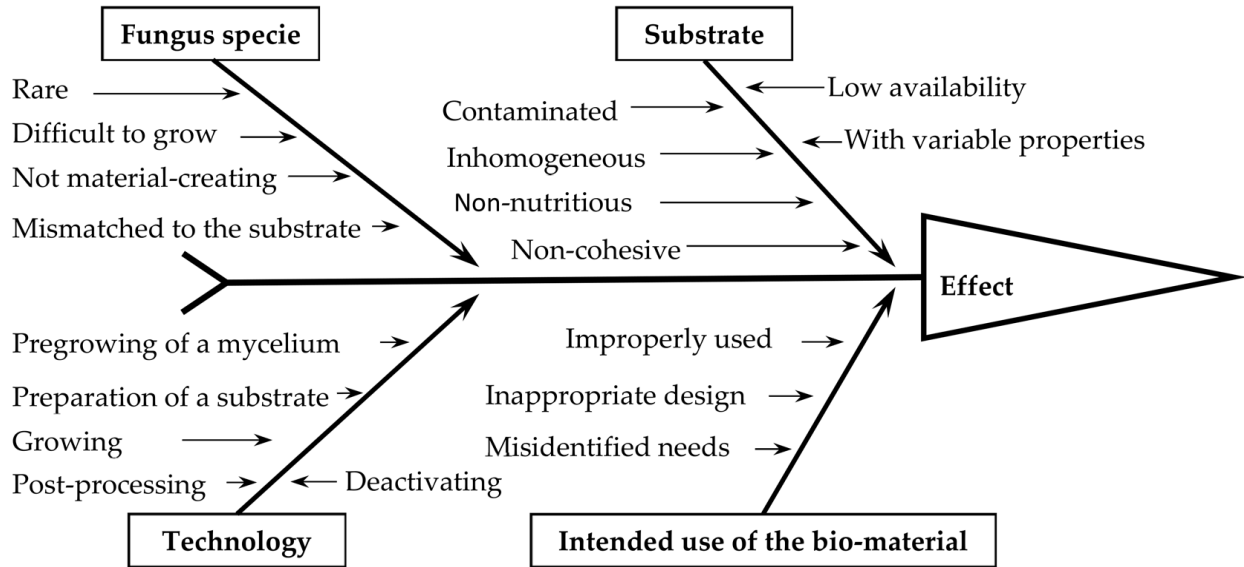 Fungus specie
Rare
Difficult to grow
Not material-creating
Mismatched to the substrate
Substrate
Low availability
Contaminated
With variable properties
Inhomogeneous
Non-nutritious
Non-cohesive
Effect
Pregrowing of a mycelium
Preparation of a substrate
Growing
Post-processing
Deactivating
Technology
Improperly used
Inappropriate design
Misidentified needs
Intended use of the bio-material